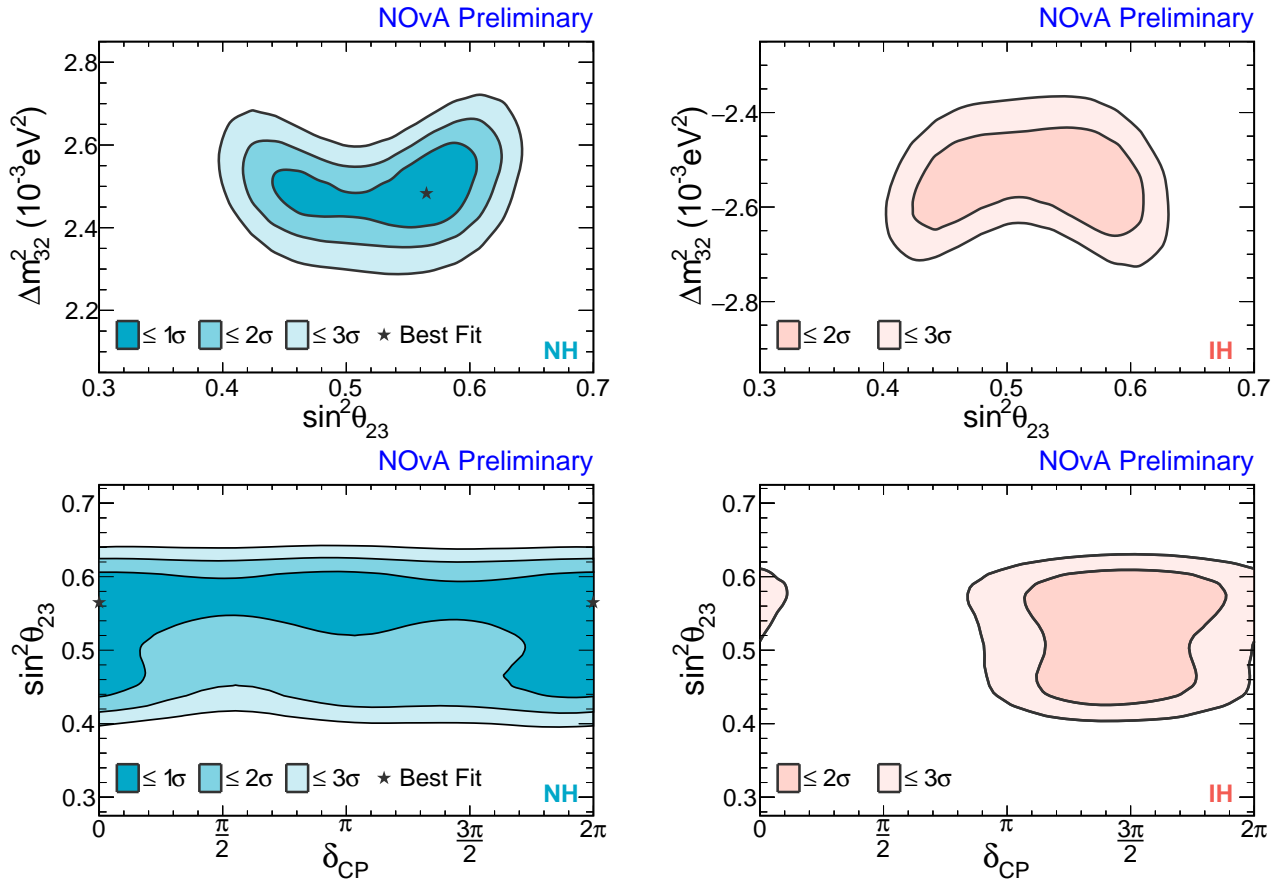 NOvA Preliminary
2.8
2.6
2.4
2.2
Δm²₃₂ (10⁻³eV²)
≤ 1σ ≤ 2σ ≤ 3σ ★ Best Fit
NH
0.3 0.4 0.5 0.6 0.7
sin²θ₂₃
NOvA Preliminary
−2.4
−2.6
−2.8
Δm²₃₂ (10⁻³eV²)
≤ 2σ ≤ 3σ
IH
0.3 0.4 0.5 0.6 0.7
sin²θ₂₃
NOvA Preliminary
0.7
0.6
0.5
0.4
0.3
sin²θ₂₃
≤ 1σ ≤ 2σ ≤ 3σ ★ Best Fit
NH
0 π/2 π 3π/2 2π
δCP
NOvA Preliminary
0.7
0.6
0.5
0.4
0.3
sin²θ₂₃
≤ 2σ ≤ 3σ
IH
0 π/2 π 3π/2 2π
δCP